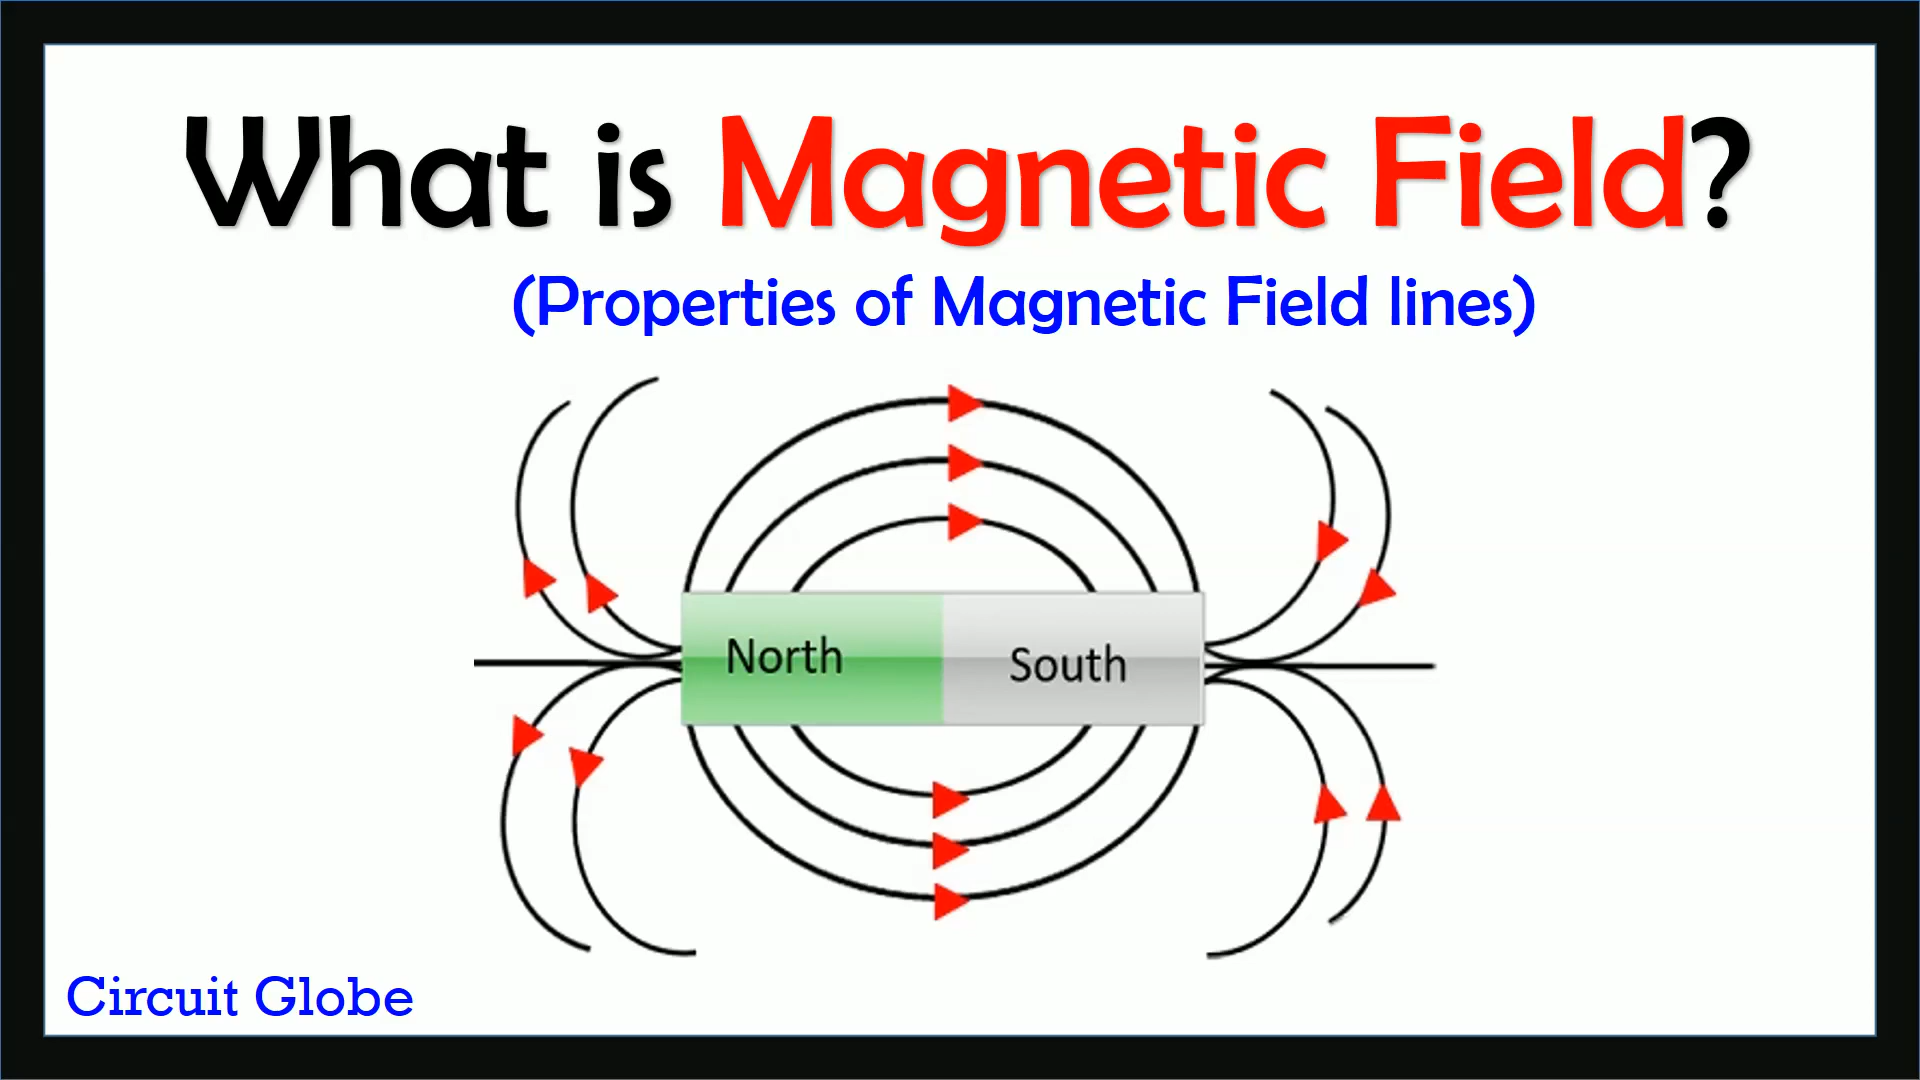 What is Magnetic Field?
(Properties of Magnetic Field lines)
North
South
Circuit Globe